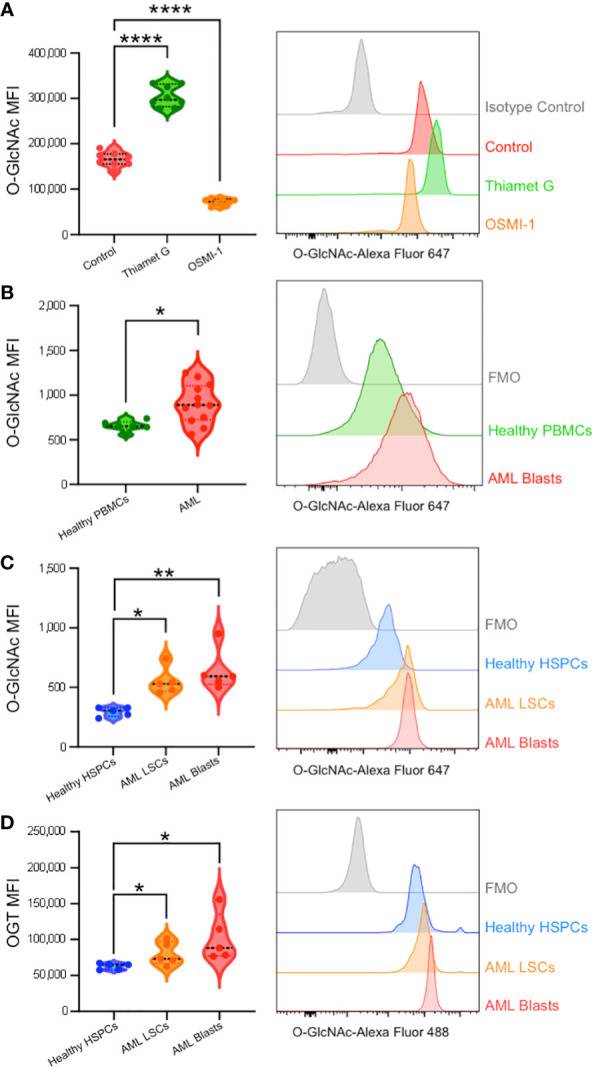 A
****
****
400,000
300,000
200,000
100,000
0
O-GlcNAc MFI
Control
Thiamet G
OSMI-1
Isotype Control
Control
Thiamet G
OSMI-1
O-GlcNAc-Alexa Fluor 647
B
*
2,000
1,500
1,000
500
0
O-GlcNAc MFI
Healthy PBMCs
AML
FMO
Healthy PBMCs
AML Blasts
O-GlcNAc-Alexa Fluor 647
C
**
*
1,500
1,000
500
0
O-GlcNAc MFI
Healthy HSPCs
AML LSCs
AML Blasts
FMO
Healthy HSPCs
AML LSCs
AML Blasts
O-GlcNAc-Alexa Fluor 647
D
*
*
250,000
200,000
150,000
100,000
50,000
0
OGT MFI
Healthy HSPCs
AML LSCs
AML Blasts
FMO
Healthy HSPCs
AML LSCs
AML Blasts
O-GlcNAc-Alexa Fluor 488